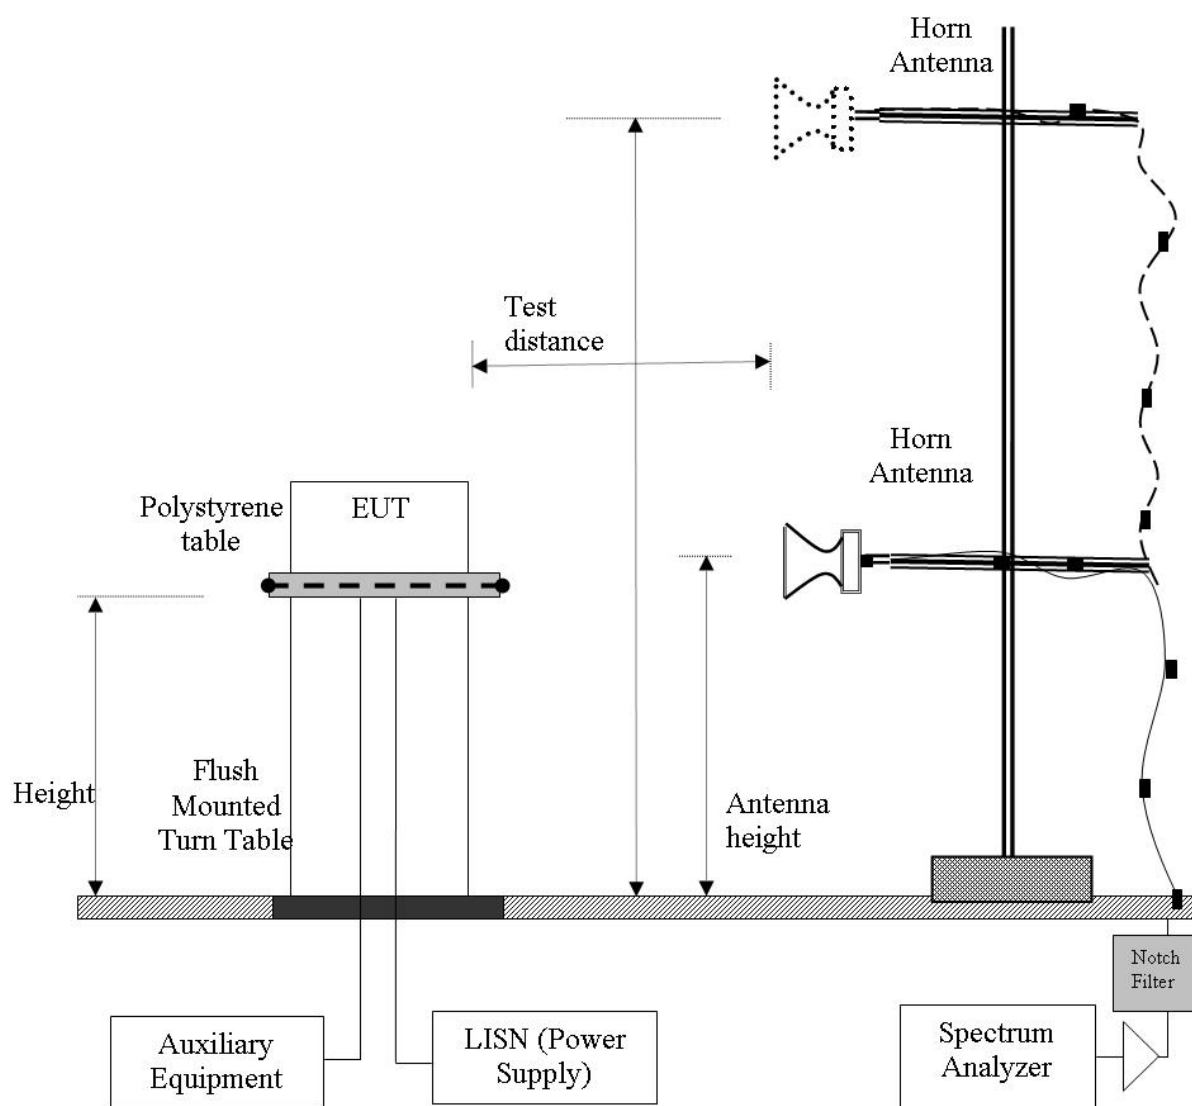 Horn
Antenna
Test
distance
Horn
Antenna
Polystyrene
table
EUT
Height
Flush
Mounted
Turn Table
Antenna
height
Notch
Filter
Auxiliary
Equipment
LISN (Power
Supply)
Spectrum
Analyzer